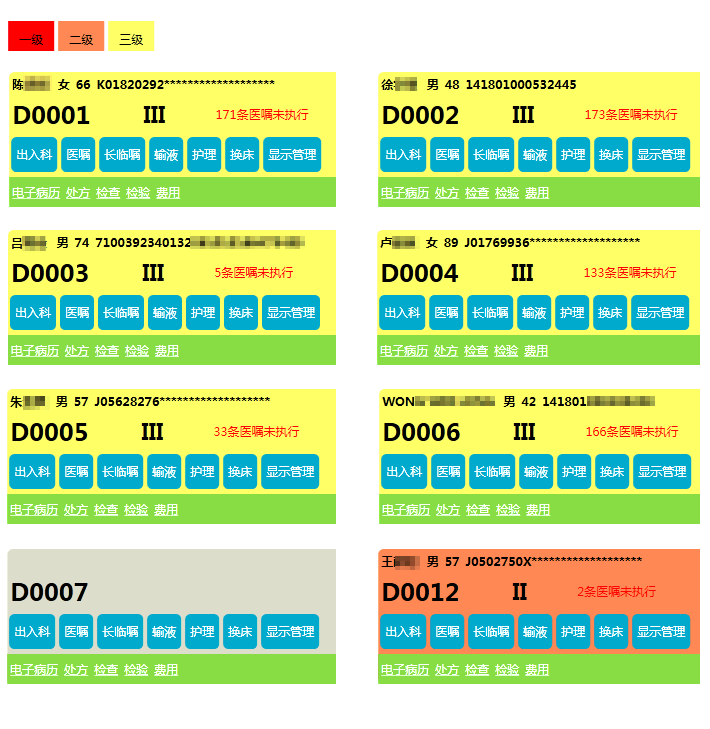 一级 二级 三级
陈 女 66 K01820292*******************
D0001 III 171条医嘱未执行
出入科 医嘱 长临嘱 输液 护理 换床 显示管理
电子病历 处方 检查 检验 费用
徐 男 48 141801000532445
D0002 III 173条医嘱未执行
出入科 医嘱 长临嘱 输液 护理 换床 显示管理
电子病历 处方 检查 检验 费用
吕 男 74 7100392340132
D0003 III 5条医嘱未执行
出入科 医嘱 长临嘱 输液 护理 换床 显示管理
电子病历 处方 检查 检验 费用
卢 女 89 J01769936*******************
D0004 III 133条医嘱未执行
出入科 医嘱 长临嘱 输液 护理 换床 显示管理
电子病历 处方 检查 检验 费用
朱 男 57 J05628276*******************
D0005 III 33条医嘱未执行
出入科 医嘱 长临嘱 输液 护理 换床 显示管理
电子病历 处方 检查 检验 费用
WON 男 42 141801
D0006 III 166条医嘱未执行
出入科 医嘱 长临嘱 输液 护理 换床 显示管理
电子病历 处方 检查 检验 费用
D0007
出入科 医嘱 长临嘱 输液 护理 换床 显示管理
电子病历 处方 检查 检验 费用
王 男 57 J0502750X*******************
D0012 II 2条医嘱未执行
出入科 医嘱 长临嘱 输液 护理 换床 显示管理
电子病历 处方 检查 检验 费用